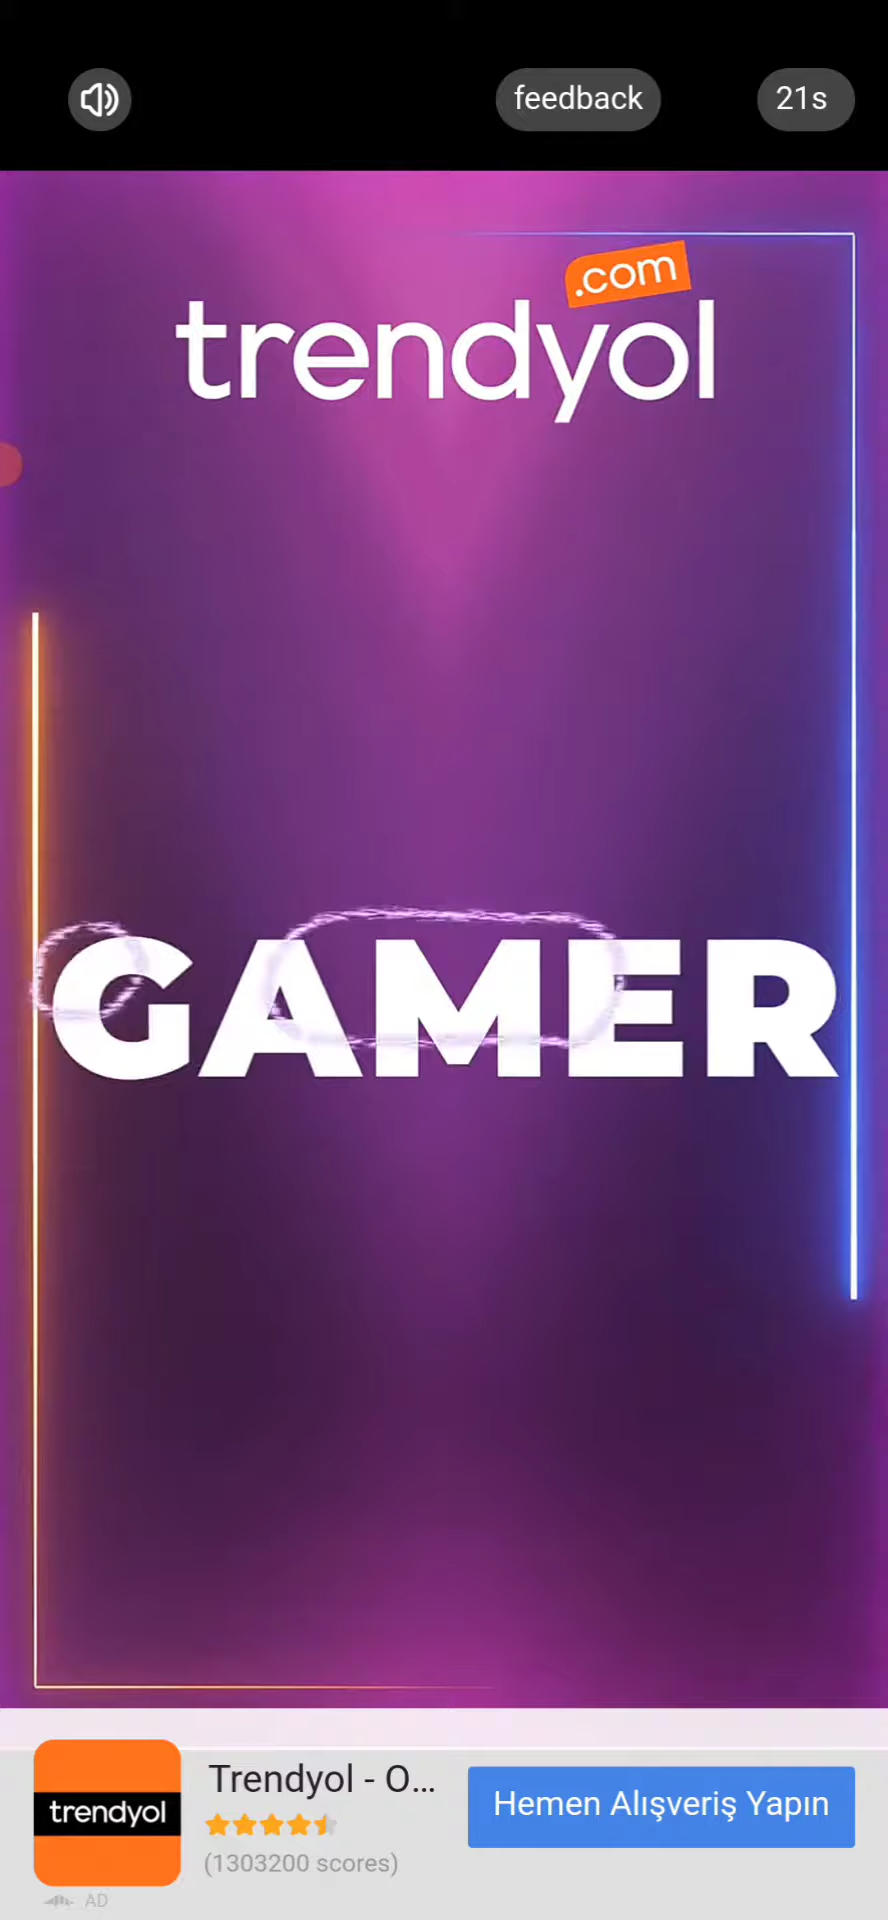 feedback
21s
.com
trendyol
GAMER
Trendyol - O...
trendyol
Hemen Alışveriş Yapın
(1303200 scores)
AD